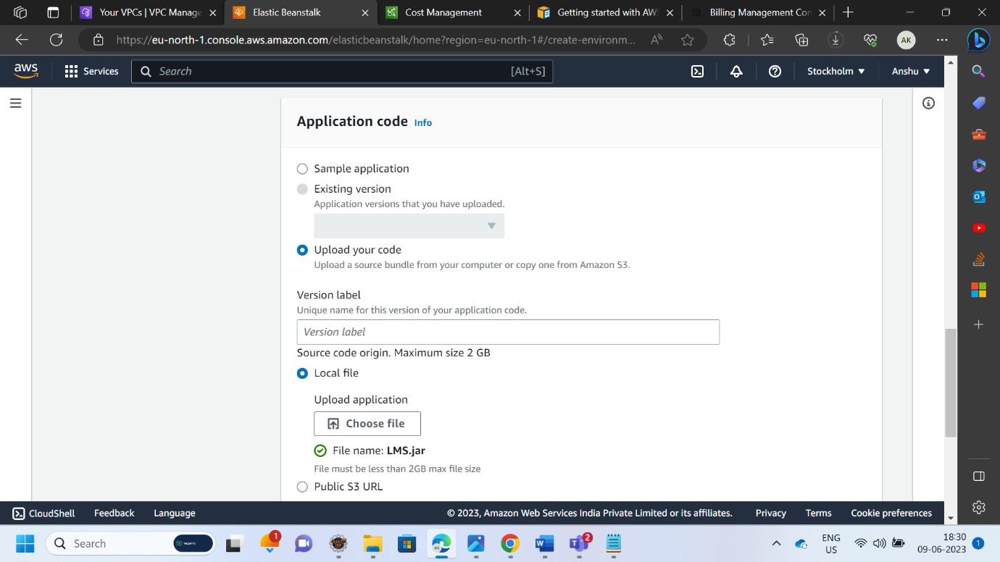 Your VPCs | VPC Manage
Elastic Beanstalk
Cost Management
Getting started with AW
Billing Management Con
https://eu-north-1.console.aws.amazon.com/elasticbeanstalk/home?region=eu-north-1#/create-environm...
AK
aws
Services
Search
[Alt+S]
Stockholm
Anshu
Application code Info
Sample application
Existing version
Application versions that you have uploaded.
Upload your code
Upload a source bundle from your computer or copy one from Amazon S3.
Version label
Unique name for this version of your application code.
Version label
Source code origin. Maximum size 2 GB
Local file
Upload application
Choose file
File name: LMS.jar
File must be less than 2GB max file size
Public S3 URL
CloudShell
Feedback
Language
© 2023, Amazon Web Services India Private Limited or its affiliates.
Privacy
Terms
Cookie preferences
Search
1
2
ENG
US
18:30
09-06-2023
1